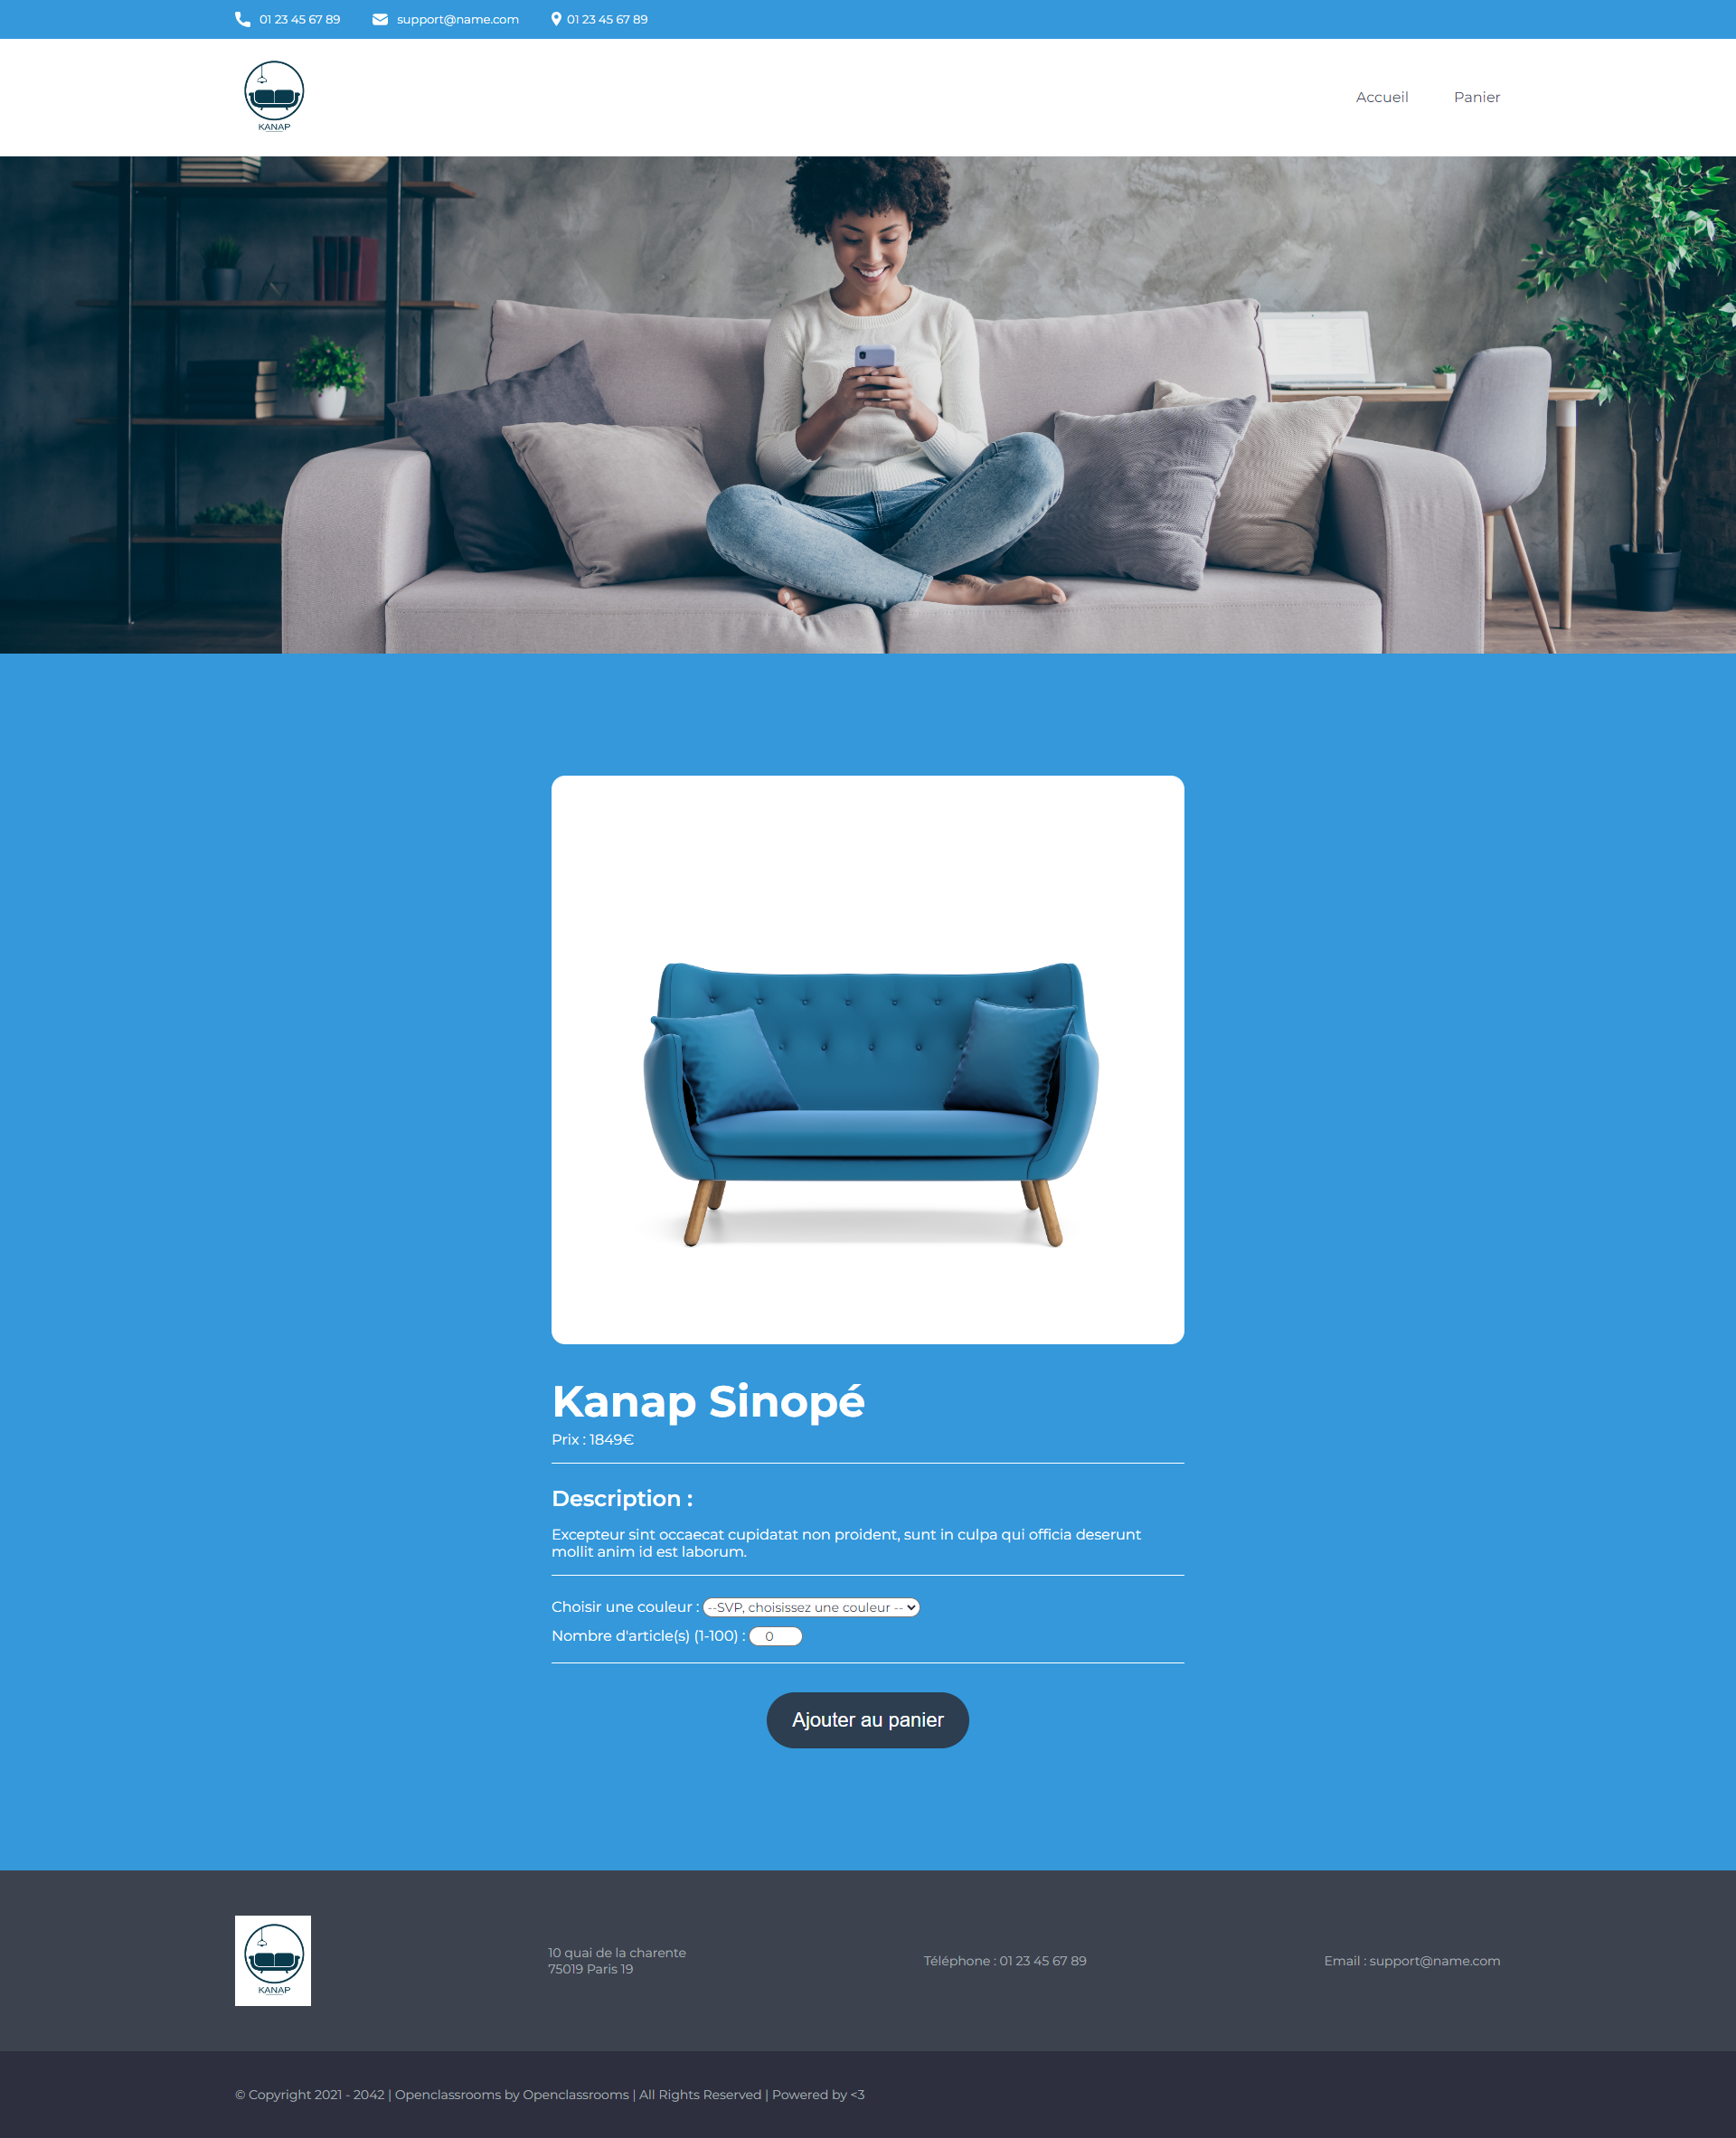 01 23 45 67 89
support@name.com
01 23 45 67 89
KANAP
Accueil
Panier
Kanap Sinopé
Prix : 1849€
Description :
Excepteur sint occaecat cupidatat non proident, sunt in culpa qui officia deserunt
mollit anim id est laborum.
Choisir une couleur : --SVP, choisissez une couleur --
Nombre d'article(s) (1-100) : 0
Ajouter au panier
KANAP
10 quai de la charente
75019 Paris 19
Téléphone : 01 23 45 67 89
Email : support@name.com
© Copyright 2021 - 2042 | Openclassrooms by Openclassrooms | All Rights Reserved | Powered by <3